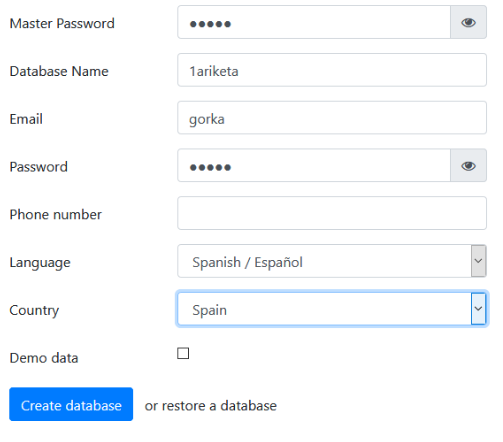 Master Password ●●●●●
Database Name 1ariketa
Email gorka
Password ●●●●●
Phone number
Language Spanish / Español
Country Spain
Demo data
Create database or restore a database